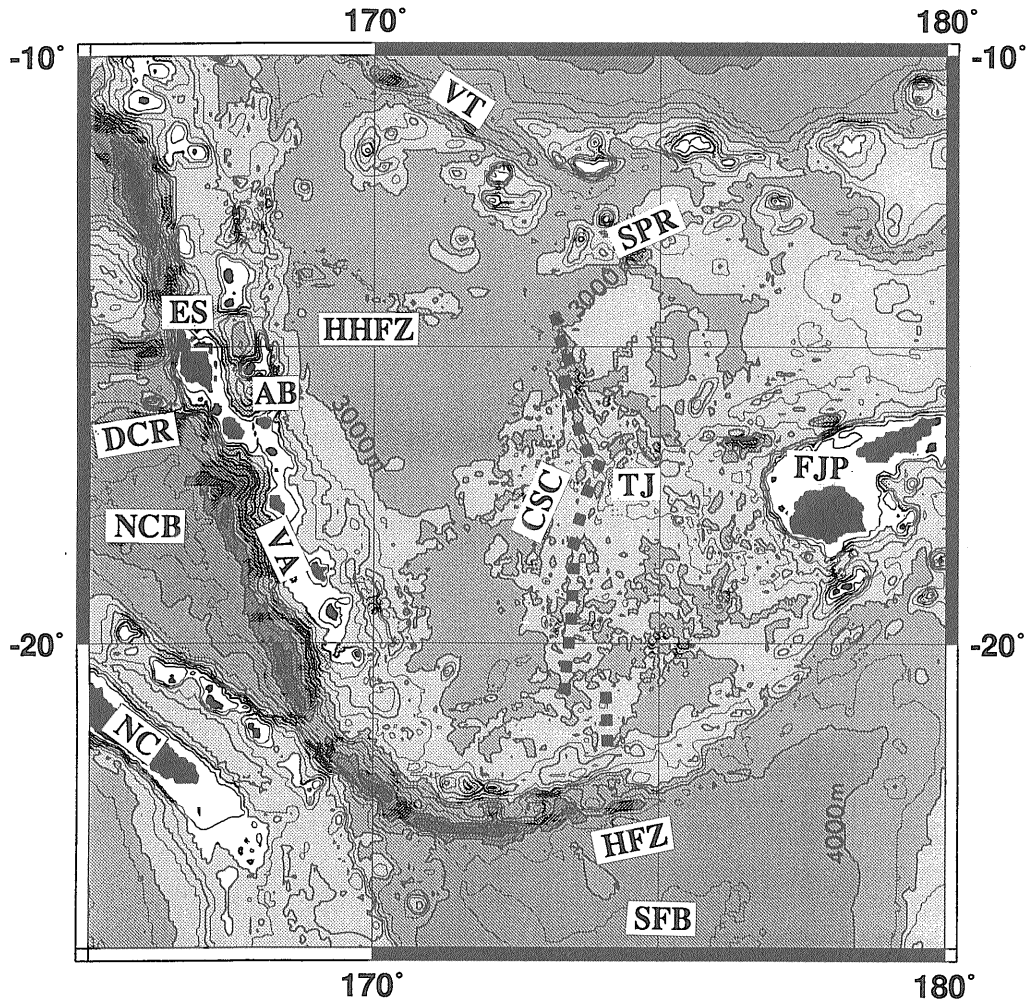 170° 180°
-10° -10°
VT
SPR
3000m
ES
HHFZ
AB
3000m
DCR
FJP
TJ
CSC
NCB
VA
-20° -20°
NC
4000m
HFZ
SFB
170° 180°